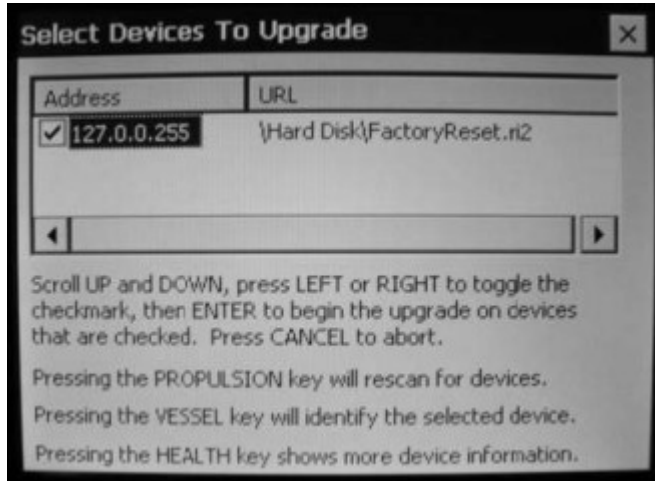 Select Devices To Upgrade
Address URL
127.0.0.255 \Hard Disk\FactoryReset.ri2
Scroll UP and DOWN, press LEFT or RIGHT to toggle the
checkmark, then ENTER to begin the upgrade on devices
that are checked. Press CANCEL to abort.
Pressing the PROPULSION key will rescan for devices.
Pressing the VESSEL key will identify the selected device.
Pressing the HEALTH key shows more device information.